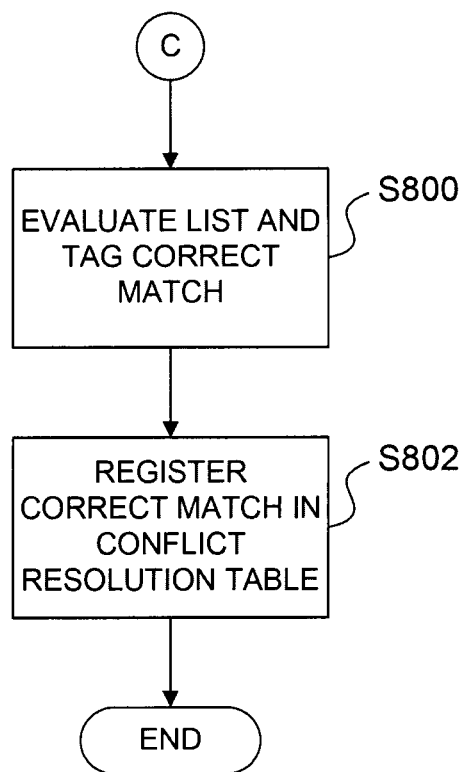 C
EVALUATE LIST AND
TAG CORRECT
MATCH
S800
REGISTER
CORRECT MATCH IN
CONFLICT
RESOLUTION TABLE
S802
END